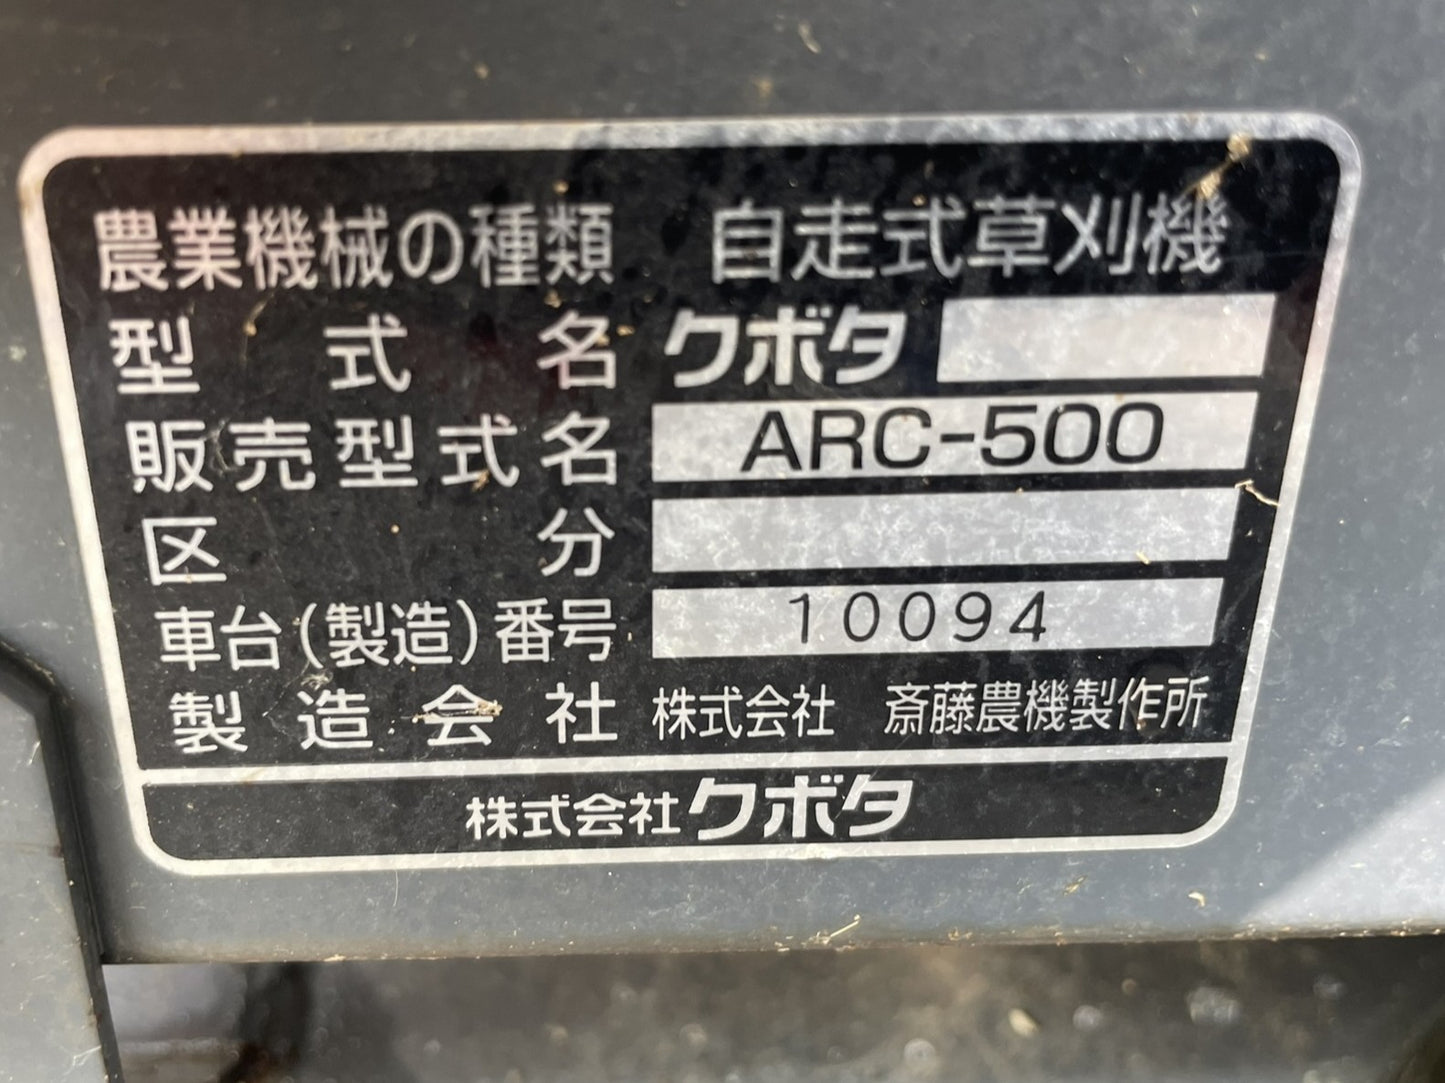 農業機械の種類 自走式草刈機
型式名 クボタ
販売型式名 ARC-500
区分
車台(製造)番号 10094
製造会社 株式会社 斎藤農機製作所
株式会社クボタ